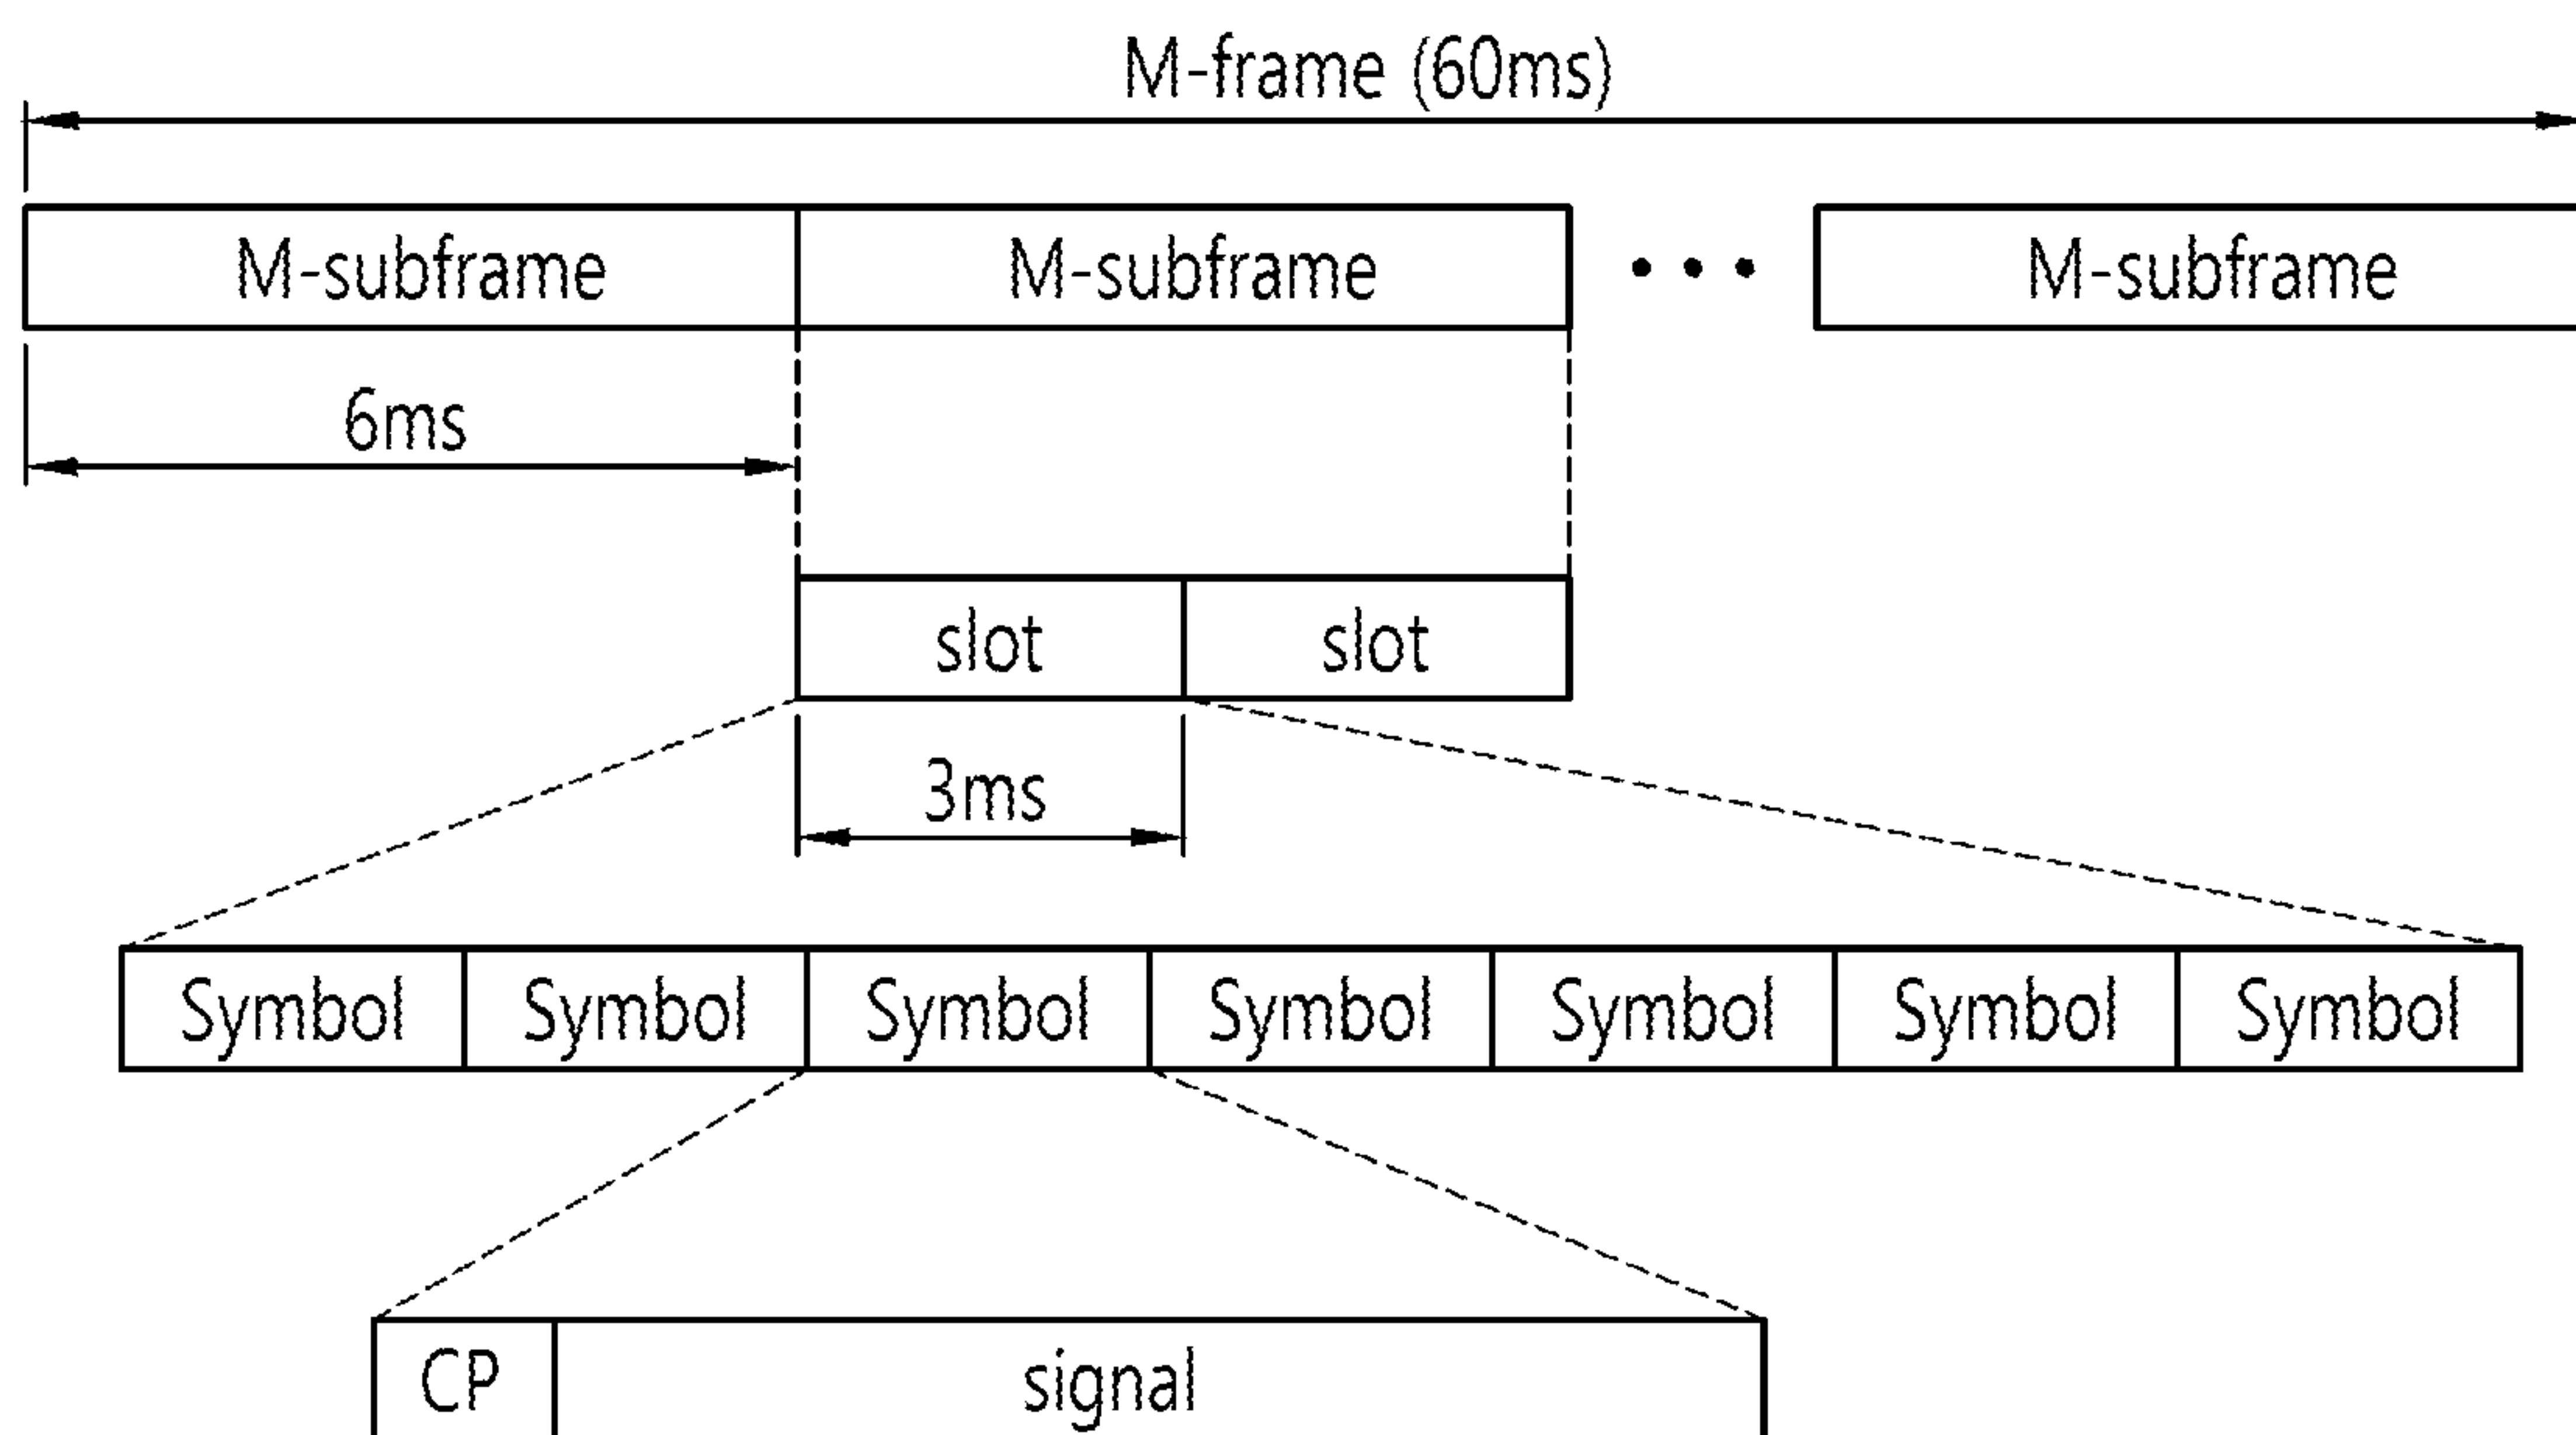 M-frame (60ms)
M-subframe M-subframe • • • M-subframe
6ms
slot slot
3ms
Symbol Symbol Symbol Symbol Symbol Symbol Symbol
CP signal